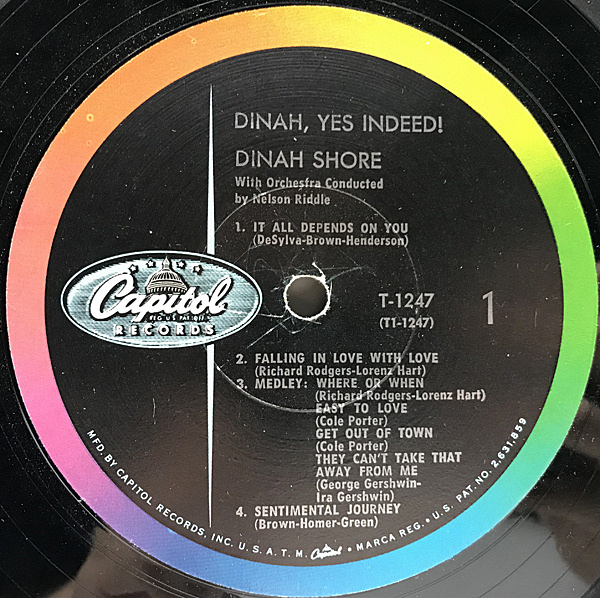 DINAH, YES INDEED!
DINAH SHORE
With Orchestra Conducted
by Nelson Riddle
1. IT ALL DEPENDS ON YOU
(DeSylva-Brown-Henderson)
Capitol
REG. U.S. PAT. OFF.
RECORDS
T-1247
(T1-1247)
1
2. FALLING IN LOVE WITH LOVE
(Richard Rodgers-Lorenz Hart)
3. MEDLEY: WHERE OR WHEN
(Richard Rodgers-Lorenz Hart)
EASY TO LOVE
(Cole Porter)
GET OUT OF TOWN
(Cole Porter)
THEY CAN'T TAKE THAT
AWAY FROM ME
(George Gershwin-
Ira Gershwin)
4. SENTIMENTAL JOURNEY
(Brown-Homer-Green)
MFD. BY CAPITOL RECORDS, INC. U.S.A. T.M. Capitol • MARCA REG. • U.S. PAT. NO. 2,631,859